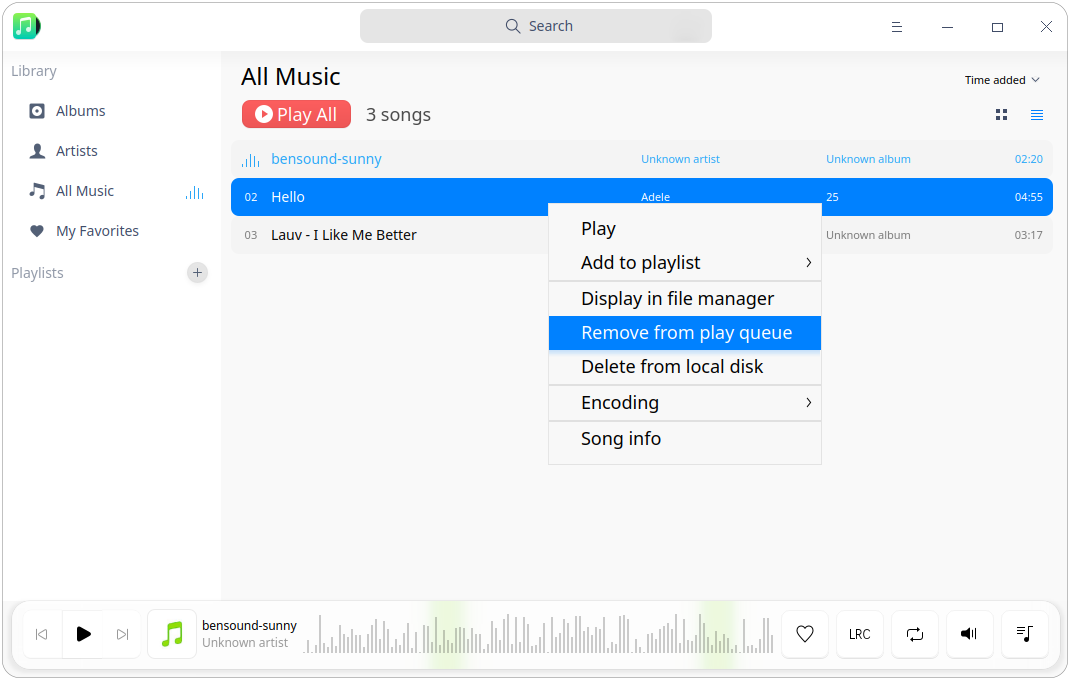 Search
Library
Albums
Artists
All Music
My Favorites
Playlists
All Music
Time added
Play All 3 songs
bensound-sunny Unknown artist Unknown album 02:20
02 Hello Adele 25 04:55
03 Lauv - I Like Me Better Unknown album 03:17
Play
Add to playlist
Display in file manager
Remove from play queue
Delete from local disk
Encoding
Song info
bensound-sunny
Unknown artist
LRC